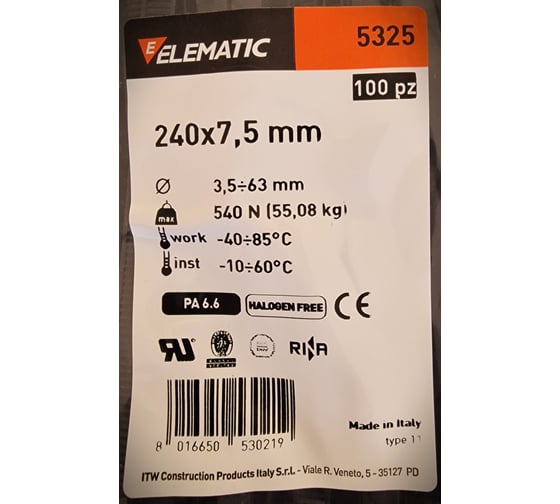 ELEMATIC 5325
100 pz
240x7,5 mm
Ø 3,5÷63 mm
max 540 N (55,08 kg)
work -40÷85°C
inst -10÷60°C
PA 6.6 HALOGEN FREE CE
RU RINA
8 016650 530219
Made in Italy
type 11
ITW Construction Products Italy S.r.l. - Viale R. Veneto, 5 - 35127 PD